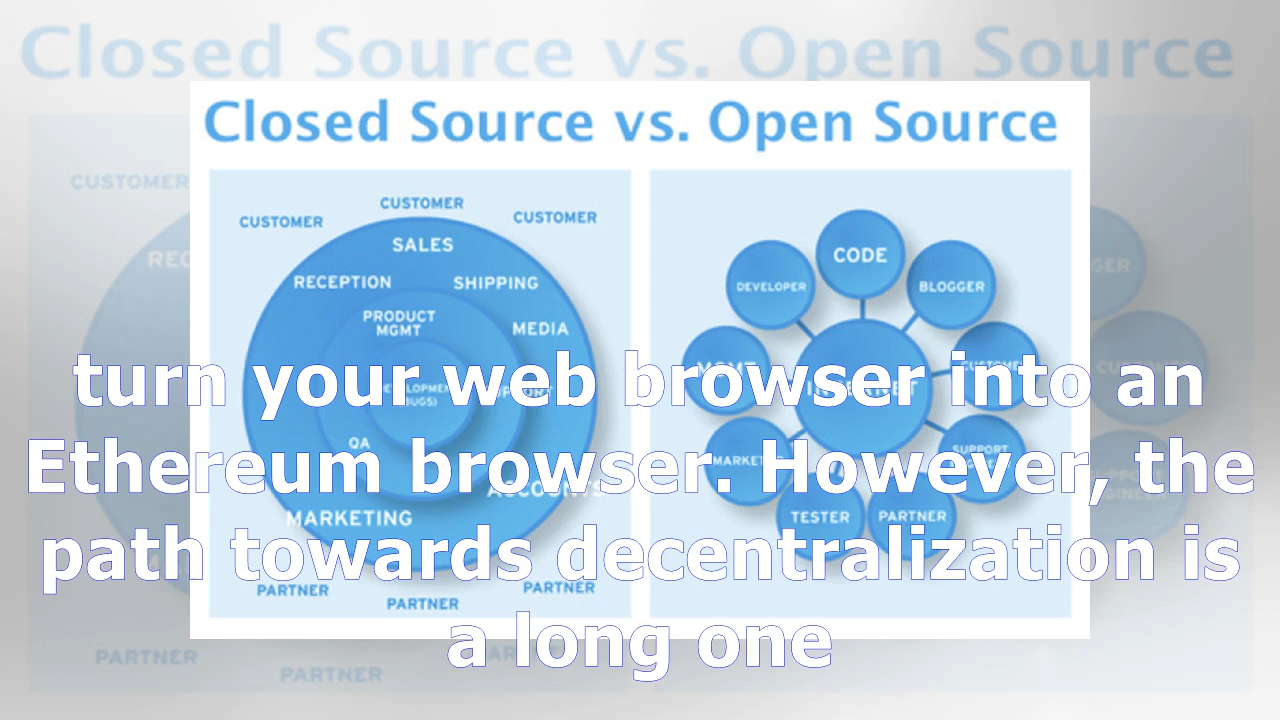 Closed Source vs. Open Source
Closed Source vs. Open Source
CUSTOMER
CUSTOMER
CUSTOMER
CUSTOMER
SALES
RECEPTION
SHIPPING
PRODUCT
MGMT
MEDIA
QA
MARKETING
PARTNER
PARTNER
PARTNER
CODE
DEVELOPER
BLOGGER
CUSTOMER
SUPPORT
TESTER
PARTNER
turn your web browser into an
Ethereum browser. However, the
path towards decentralization is
a long one
PARTNER
PARTNER